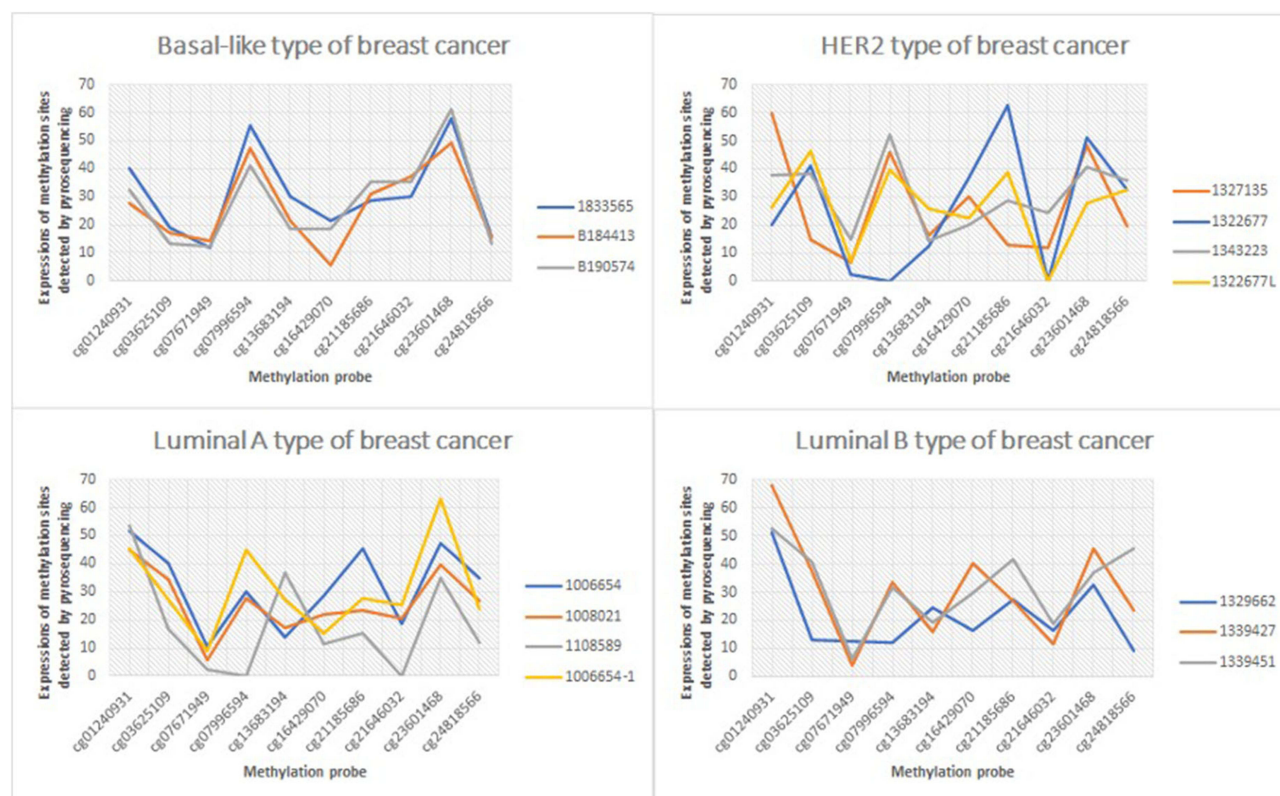 Basal-like type of breast cancer
Expressions of methylation sites
detected by pyrosequencing
70
60
50
40
30
20
10
0
cg01240931
cg03625109
cg07671949
cg07996594
cg13683194
cg16429070
cg21185686
cg21646032
cg23601468
cg24818566
Methylation probe
1833565
B184413
B190574
HER2 type of breast cancer
Expressions of methylation sites
detected by pyrosequencing
70
60
50
40
30
20
10
0
cg01240931
cg03625109
cg07671949
cg07996594
cg13683194
cg16429070
cg21185686
cg21646032
cg23601468
cg24818566
Methylation probe
1327135
1322677
1343223
1322677L
Luminal A type of breast cancer
Expressions of methylation sites
detected by pyrosequencing
70
60
50
40
30
20
10
0
cg01240931
cg03625109
cg07671949
cg07996594
cg13683194
cg16429070
cg21185686
cg21646032
cg23601468
cg24818566
Methylation probe
1006654
1008021
1108589
1006654-1
Luminal B type of breast cancer
Expressions of methylation sites
detected by pyrosequencing
70
60
50
40
30
20
10
0
cg01240931
cg03625109
cg07671949
cg07996594
cg13683194
cg16429070
cg21185686
cg21646032
cg23601468
cg24818566
Methylation probe
1329662
1339427
1339451